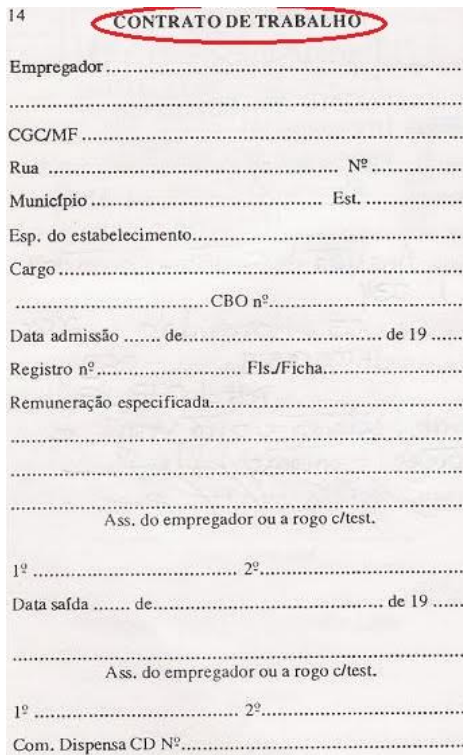 14
CONTRATO DE TRABALHO
Empregador ..................................................
..................................................
CGC/MF ..................................................
Rua .................................................. Nº ..................
Município .................................................. Est. ..................
Esp. do estabelecimento..................................................
Cargo ..................................................
.................................... CBO nº..................................
Data admissão ....... de........................................ de 19 ......
Registro nº............................. Fls./Ficha............................
Remuneração especificada..................................................
..................................................
..................................................
..................................................
Ass. do empregador ou a rogo c/test.
1º ........................................ 2º........................................
Data saída ....... de.............................................. de 19 ......
..................................................
Ass. do empregador ou a rogo c/test.
1º ........................................ 2º........................................
Com. Dispensa CD Nº..................................................